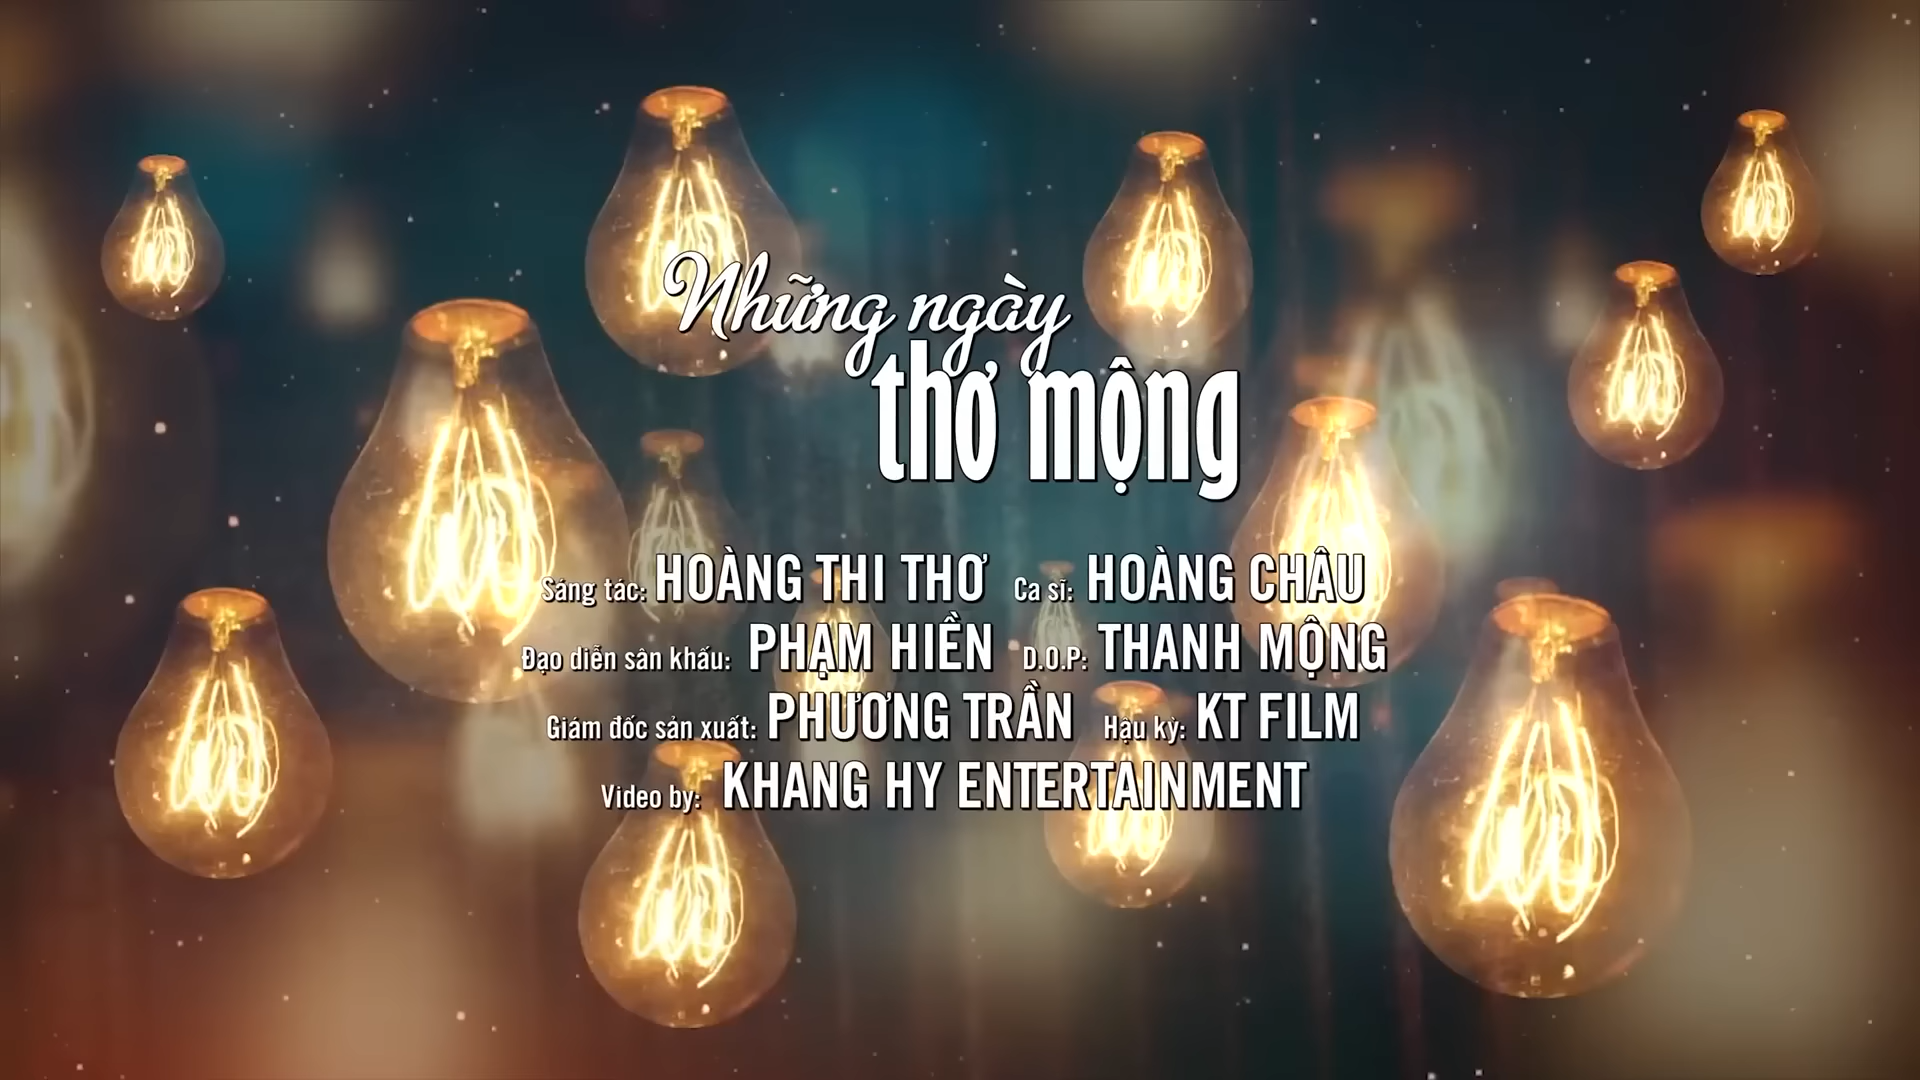 Những ngày
thơ mộng
Sáng tác: HOÀNG THI THƠ Ca sĩ: HOÀNG CHÂU
Đạo diễn sân khấu: PHẠM HIỀN D.O.P: THANH MỘNG
Giám đốc sản xuất: PHƯƠNG TRẦN Hậu kỳ: KT FILM
Video by: KHANG HY ENTERTAINMENT